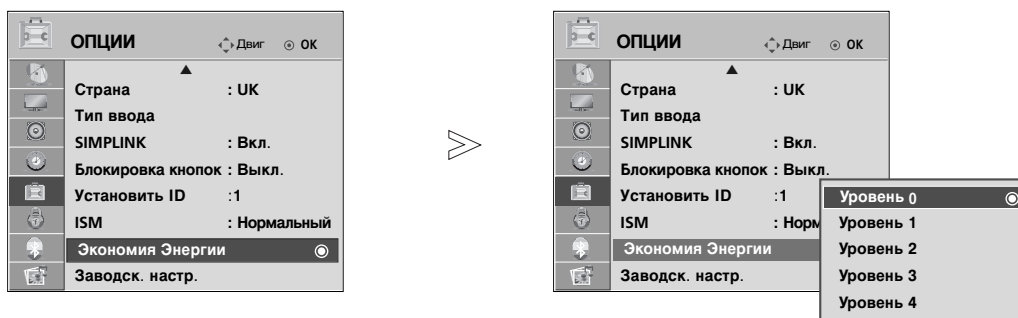 ОПЦИИ Двиг OK
Страна : UK
Тип ввода
SIMPLINK : Вкл.
Блокировка кнопок : Выкл.
Установить ID :1
ISM : Нормальный
Экономия Энергии
Заводск. настр.
ОПЦИИ Двиг OK
Страна : UK
Тип ввода
SIMPLINK : Вкл.
Блокировка кнопок : Выкл.
Установить ID :1
ISM : Норм
Экономия Энергии
Заводск. настр.
Уровень 0
Уровень 1
Уровень 2
Уровень 3
Уровень 4